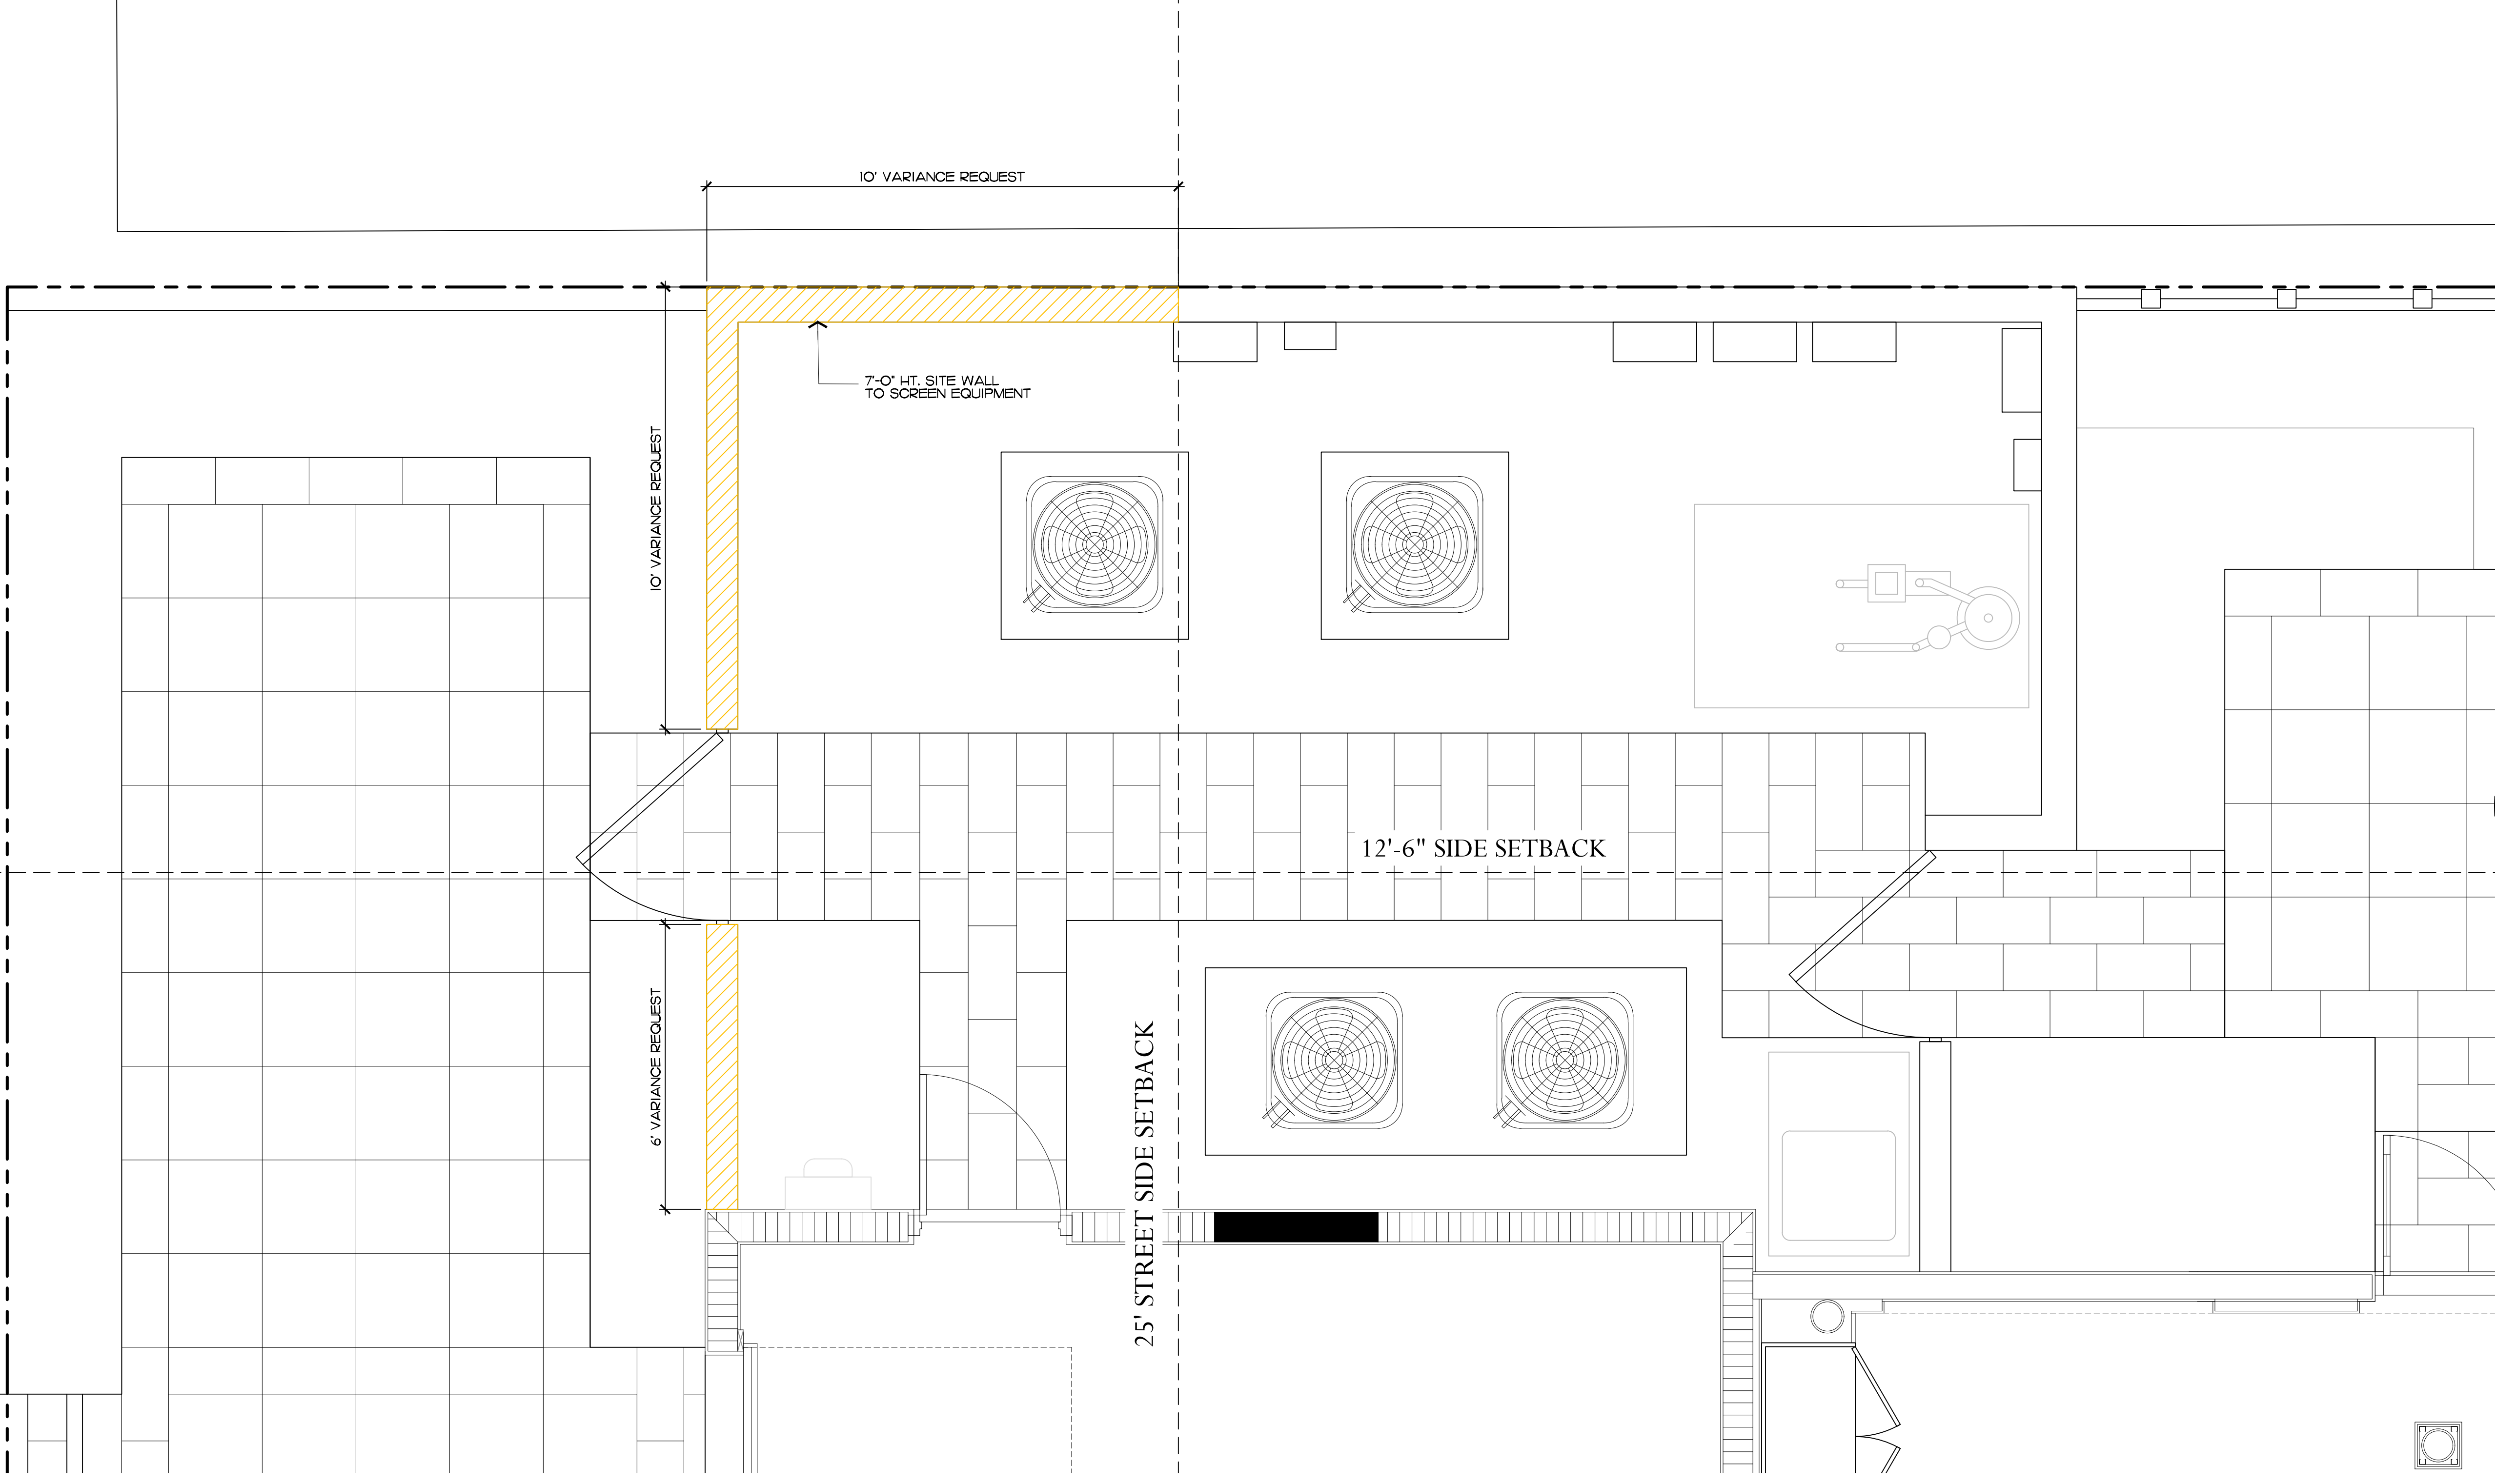 10' VARIANCE REQUEST
7'-0" HT. SITE WALL
TO SCREEN EQUIPMENT
10' VARIANCE REQUEST
12'-6" SIDE SETBACK
6' VARIANCE REQUEST
25' STREET SIDE SETBACK